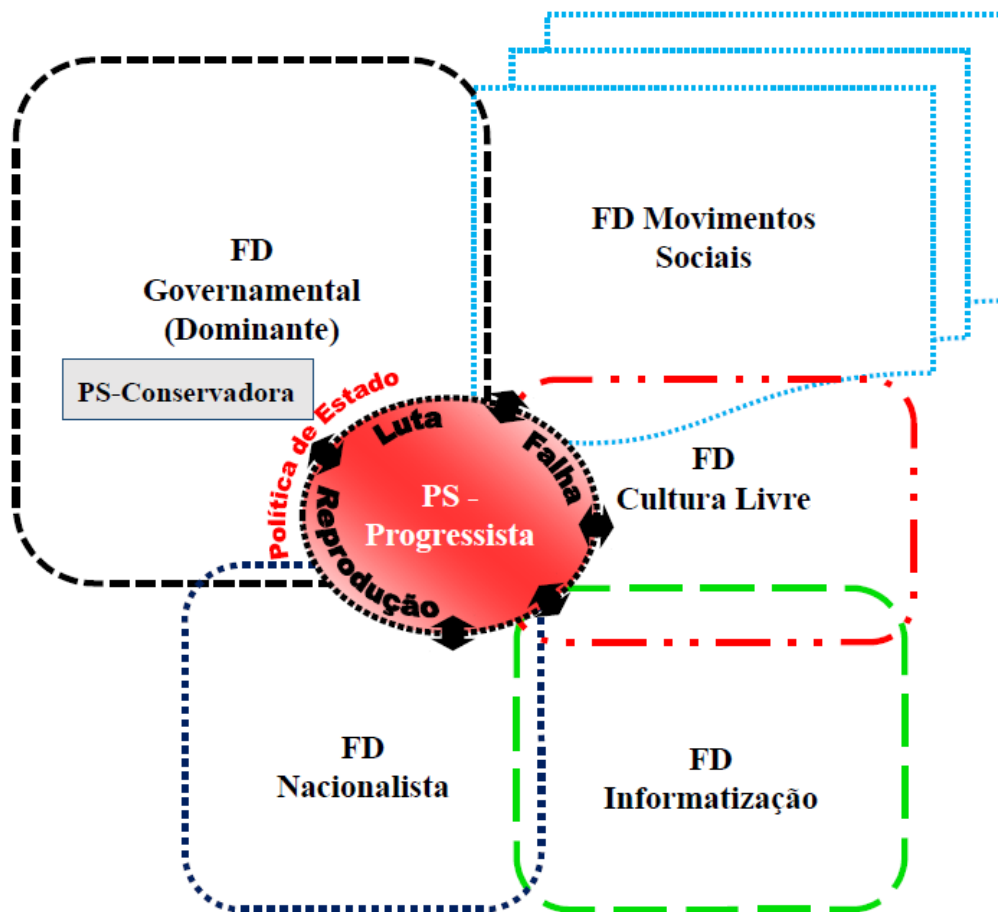 FD Movimentos
Sociais
FD
Governamental
(Dominante)
PS-Conservadora
Política de Estado
Luta
Falha
Reprodução
PS -
Progressista
FD
Cultura Livre
FD
Nacionalista
FD
Informatização